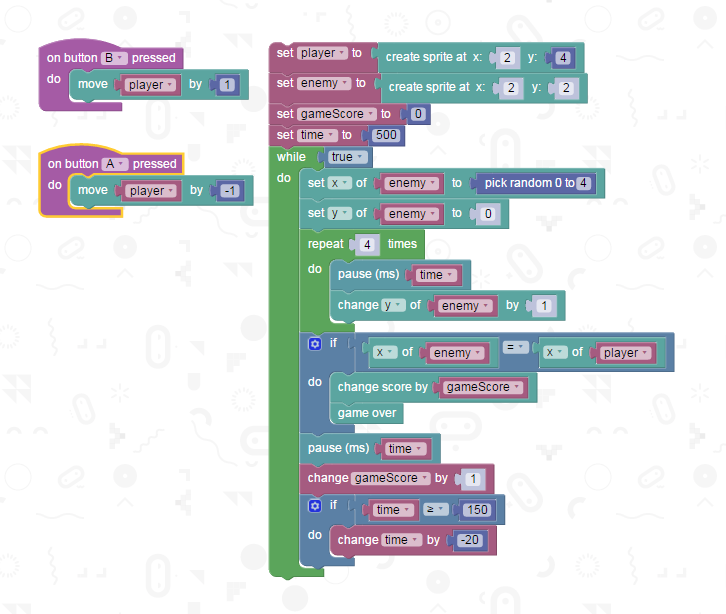 on button B pressed
do move player by 1
on button A pressed
do move player by -1
set player to create sprite at x: 2 y: 4
set enemy to create sprite at x: 2 y: 2
set gameScore to 0
set time to 500
while true
do set x of enemy to pick random 0 to 4
set y of enemy to 0
repeat 4 times
do pause (ms) time
change y of enemy by 1
if x of enemy = x of player
do change score by gameScore
game over
pause (ms) time
change gameScore by 1
if time ≥ 150
do change time by -20